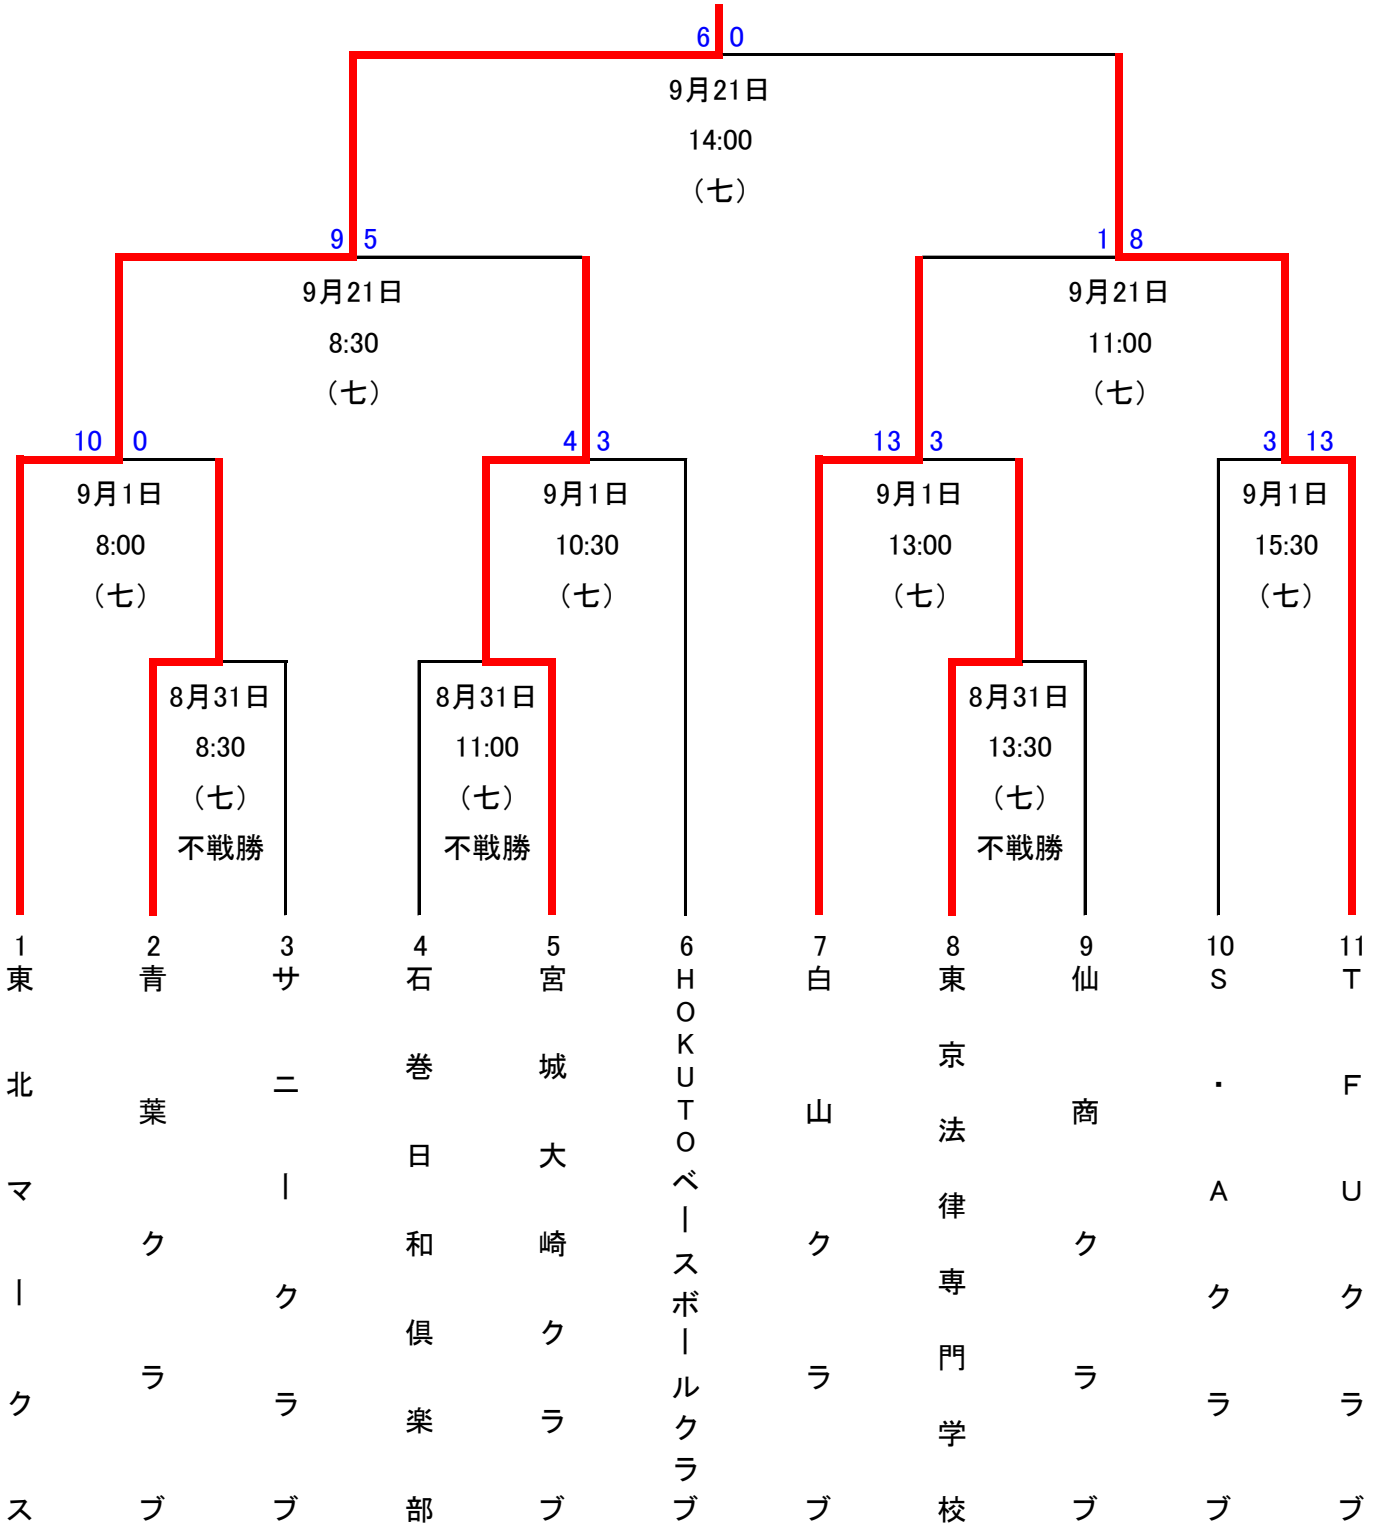 6 0
9月21日
14:00
（七）
9 5
1 8
9月21日
9月21日
8:30
11:00
（七）
（七）
10 0
4 3
13 3
3 13
9月1日
9月1日
9月1日
9月1日
8:00
10:30
13:00
15:30
（七）
（七）
（七）
（七）
8月31日
8月31日
8月31日
8:30
11:00
13:30
（七）
（七）
（七）
不戦勝
不戦勝
不戦勝
1
東北マークス
2
青葉クラブ
3
サニークラブ
4
石巻日和倶楽部
5
宮城大崎クラブ
6
ＨＯＫＵＴＯベースボールクラブ
7
白山クラブ
8
東京法律専門学校
9
仙商クラブ
10
Ｓ・Ａクラブ
11
ＴＦＵクラブ